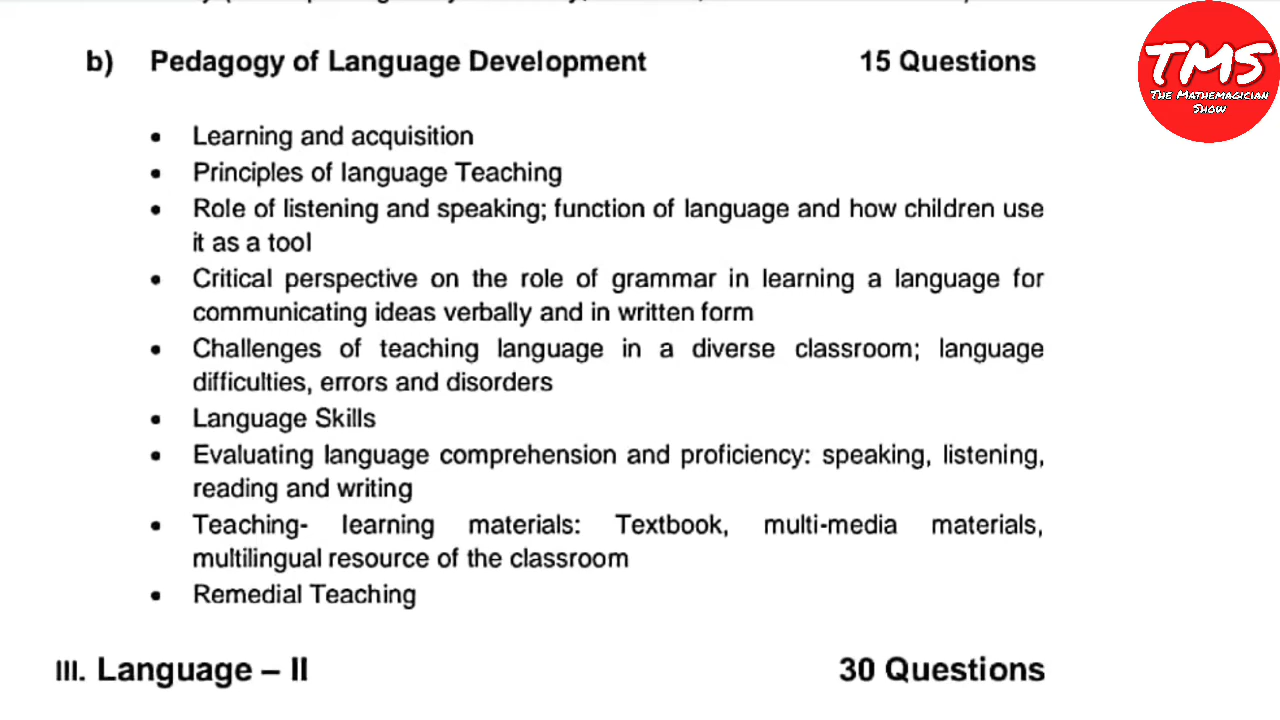 b) Pedagogy of Language Development 15 Questions
TMS
THE MATHEMAGICIAN
SHOW
• Learning and acquisition
• Principles of language Teaching
• Role of listening and speaking; function of language and how children use
it as a tool
• Critical perspective on the role of grammar in learning a language for
communicating ideas verbally and in written form
• Challenges of teaching language in a diverse classroom; language
difficulties, errors and disorders
• Language Skills
• Evaluating language comprehension and proficiency: speaking, listening,
reading and writing
• Teaching- learning materials: Textbook, multi-media materials,
multilingual resource of the classroom
• Remedial Teaching
III. Language – II 30 Questions